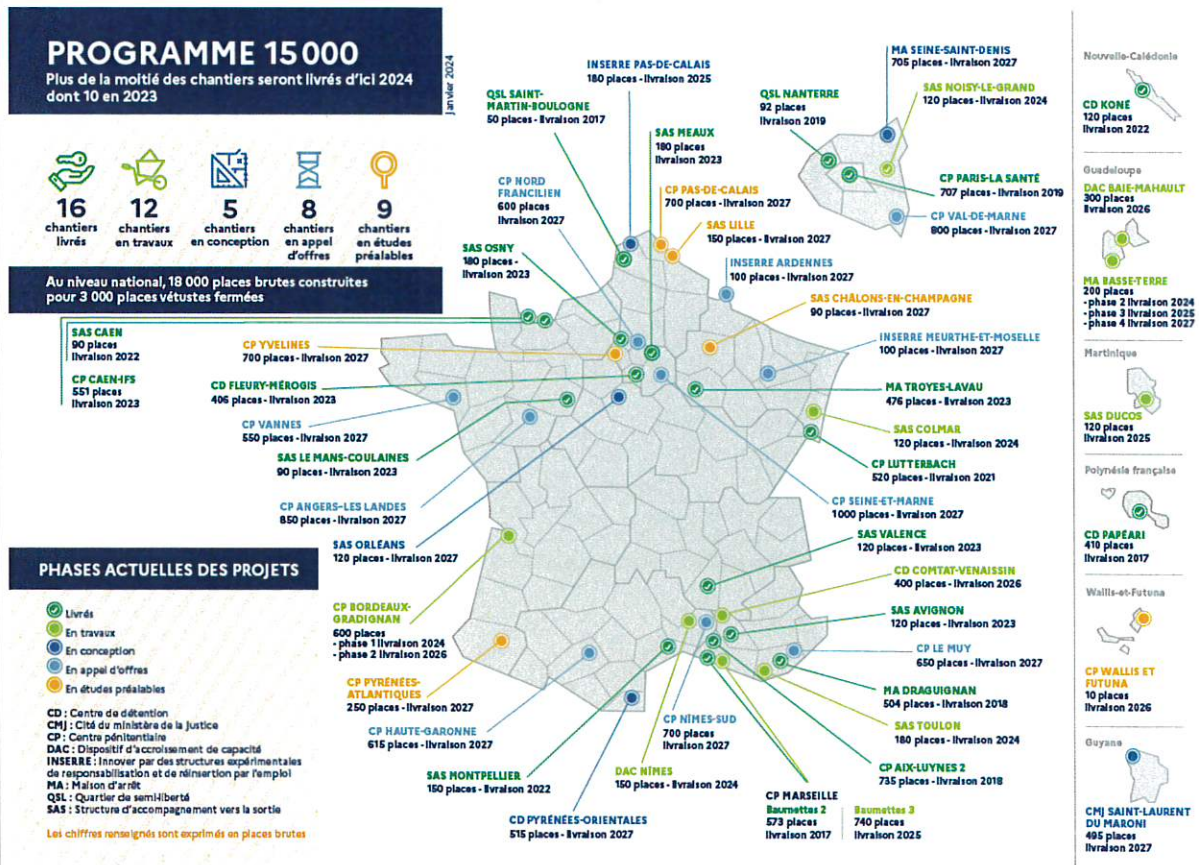 PROGRAMME 15 000
Plus de la moitié des chantiers seront livrés d'ici 2024
dont 10 en 2023
Janvier 2024
16
chantiers
livrés
12
chantiers
en travaux
5
chantiers
en conception
8
chantiers
en appel
d'offres
9
chantiers
en études
préalables
Au niveau national, 18 000 places brutes construites
pour 3 000 places vétustes fermées
SAS CAEN
90 places
livraison 2022
CP CAEN-IFS
551 places
livraison 2023
INSERRE PAS-DE-CALAIS
180 places - livraison 2025
QSL SAINT-
MARTIN-BOULOGNE
50 places - livraison 2017
SAS MEAUX
180 places
livraison 2023
CP NORD
FRANCILIEN
600 places
livraison 2027
CP PAS-DE-CALAIS
700 places - livraison 2027
SAS LILLE
150 places - livraison 2027
SAS OSNY
180 places -
livraison 2023
INSERRE ARDENNES
100 places - livraison 2027
SAS CHÂLONS-EN-CHAMPAGNE
90 places - livraison 2027
MA SEINE-SAINT-DENIS
705 places - livraison 2027
SAS NOISY-LE-GRAND
120 places - livraison 2024
QSL NANTERRE
92 places
livraison 2019
CP PARIS-LA SANTÉ
707 places - livraison 2019
CP VAL-DE-MARNE
800 places - livraison 2027
CP YVELINES
700 places - livraison 2027
INSERRE MEURTHE-ET-MOSELLE
100 places - livraison 2027
CD FLEURY-MÉROGIS
406 places - livraison 2023
MA TROYES-LAVAU
476 places - livraison 2023
CP VANNES
550 places - livraison 2027
SAS COLMAR
120 places - livraison 2024
SAS LE MANS-COULAINES
90 places - livraison 2023
CP LUTTERBACH
520 places - livraison 2021
CP ANGERS-LES LANDES
850 places - livraison 2027
CP SEINE-ET-MARNE
1000 places - livraison 2027
SAS ORLÉANS
120 places - livraison 2027
SAS VALENCE
120 places - livraison 2023
CD COMTAT-VENAISSIN
400 places - livraison 2026
CP BORDEAUX-
GRADIGNAN
600 places
- phase 1 livraison 2024
- phase 2 livraison 2026
SAS AVIGNON
120 places - livraison 2023
CP LE MUY
650 places - livraison 2027
CP PYRÉNÉES-
ATLANTIQUES
250 places - livraison 2027
MA DRAGUIGNAN
504 places - livraison 2018
CP HAUTE-GARONNE
615 places - livraison 2027
CP NÎMES-SUD
700 places
livraison 2027
SAS TOULON
180 places - livraison 2024
SAS MONTPELLIER
150 places - livraison 2022
DAC NÎMES
150 places - livraison 2024
CP AIX-LUYNES 2
735 places - livraison 2018
CD PYRÉNÉES-ORIENTALES
515 places - livraison 2027
CP MARSEILLE
Baumettes 2
573 places
livraison 2017
Baumettes 3
740 places
livraison 2025
PHASES ACTUELLES DES PROJETS
Livrés
En travaux
En conception
En appel d'offres
En études préalables
CD : Centre de détention
CMJ : Cité du ministère de la justice
CP : Centre pénitentiaire
DAC : Dispositif d'accroissement de capacité
INSERRE : Innover par des structures expérimentales
de responsabilisation et de réinsertion par l'emploi
MA : Maison d'arrêt
QSL : Quartier de semi-liberté
SAS : Structure d'accompagnement vers la sortie
Les chiffres renseignés sont exprimés en places brutes
Nouvelle-Calédonie
CD KONÉ
120 places
livraison 2022
Guadeloupe
DAC BAIE-MAHAULT
300 places
livraison 2026
MA BASSE-TERRE
200 places
- phase 2 livraison 2024
- phase 3 livraison 2025
- phase 4 livraison 2027
Martinique
SAS DUCOS
120 places
livraison 2025
Polynésie française
CD PAPÉARI
410 places
livraison 2017
Wallis-et-Futuna
CP WALLIS ET
FUTUNA
10 places
livraison 2026
Guyane
CMJ SAINT-LAURENT
DU MARONI
495 places
livraison 2027